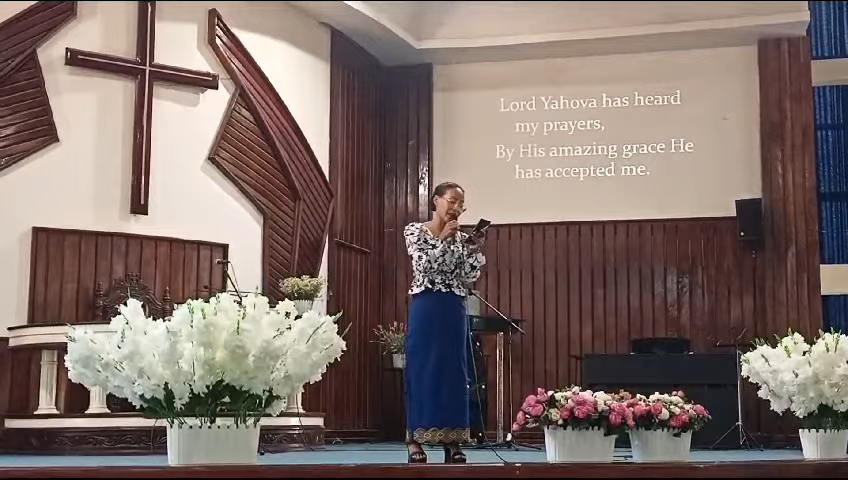 Lord Yahova has heard
my prayers,
By His amazing grace He
has accepted me.